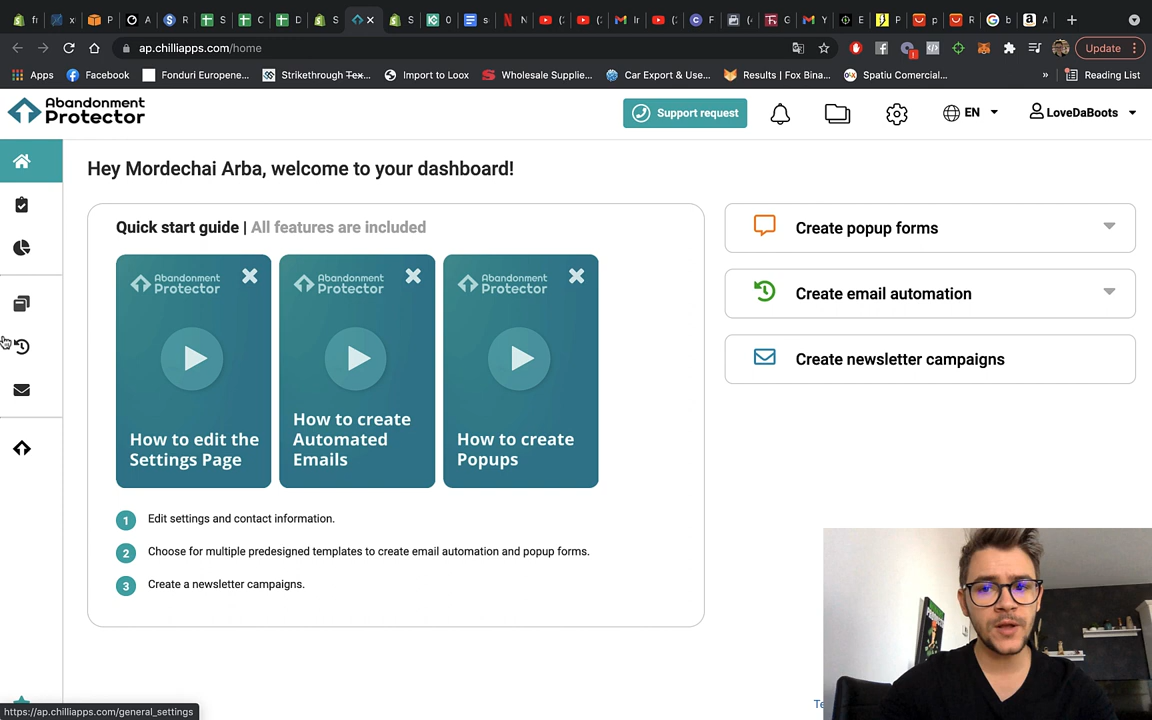 fr
x
P
A
R
S
C
D
S
S
0
s
N
(:
(:
Ir
(:
F
(
G
Y
E
P
p
R
b
A
ap.chilliapps.com/home
Update
Apps
Facebook
Fonduri Europene...
Strikethrough Tex...
Import to Loox
Wholesale Supplie...
Car Export & Use...
Results | Fox Bina...
Spatiu Comercial...
»
Reading List
Abandonment
Protector
Support request
EN
LoveDaBoots
Hey Mordechai Arba, welcome to your dashboard!
Quick start guide | All features are included
Abandonment
Protector
How to edit the
Settings Page
Abandonment
Protector
How to create
Automated
Emails
Abandonment
Protector
How to create
Popups
1 Edit settings and contact information.
2 Choose for multiple predesigned templates to create email automation and popup forms.
3 Create a newsletter campaigns.
Create popup forms
Create email automation
Create newsletter campaigns
Te
https://ap.chilliapps.com/general_settings